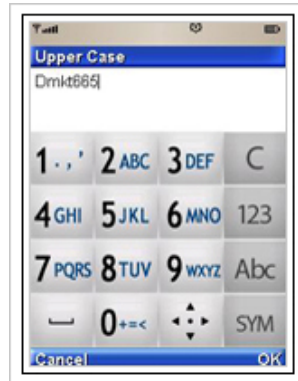 Upper Case
Dmkt665
1 . , ' 2 ABC 3 DEF C
4 GHI 5 JKL 6 MNO 123
7 PQRS 8 TUV 9 WXYZ Abc
0 +-=< SYM
Cancel OK